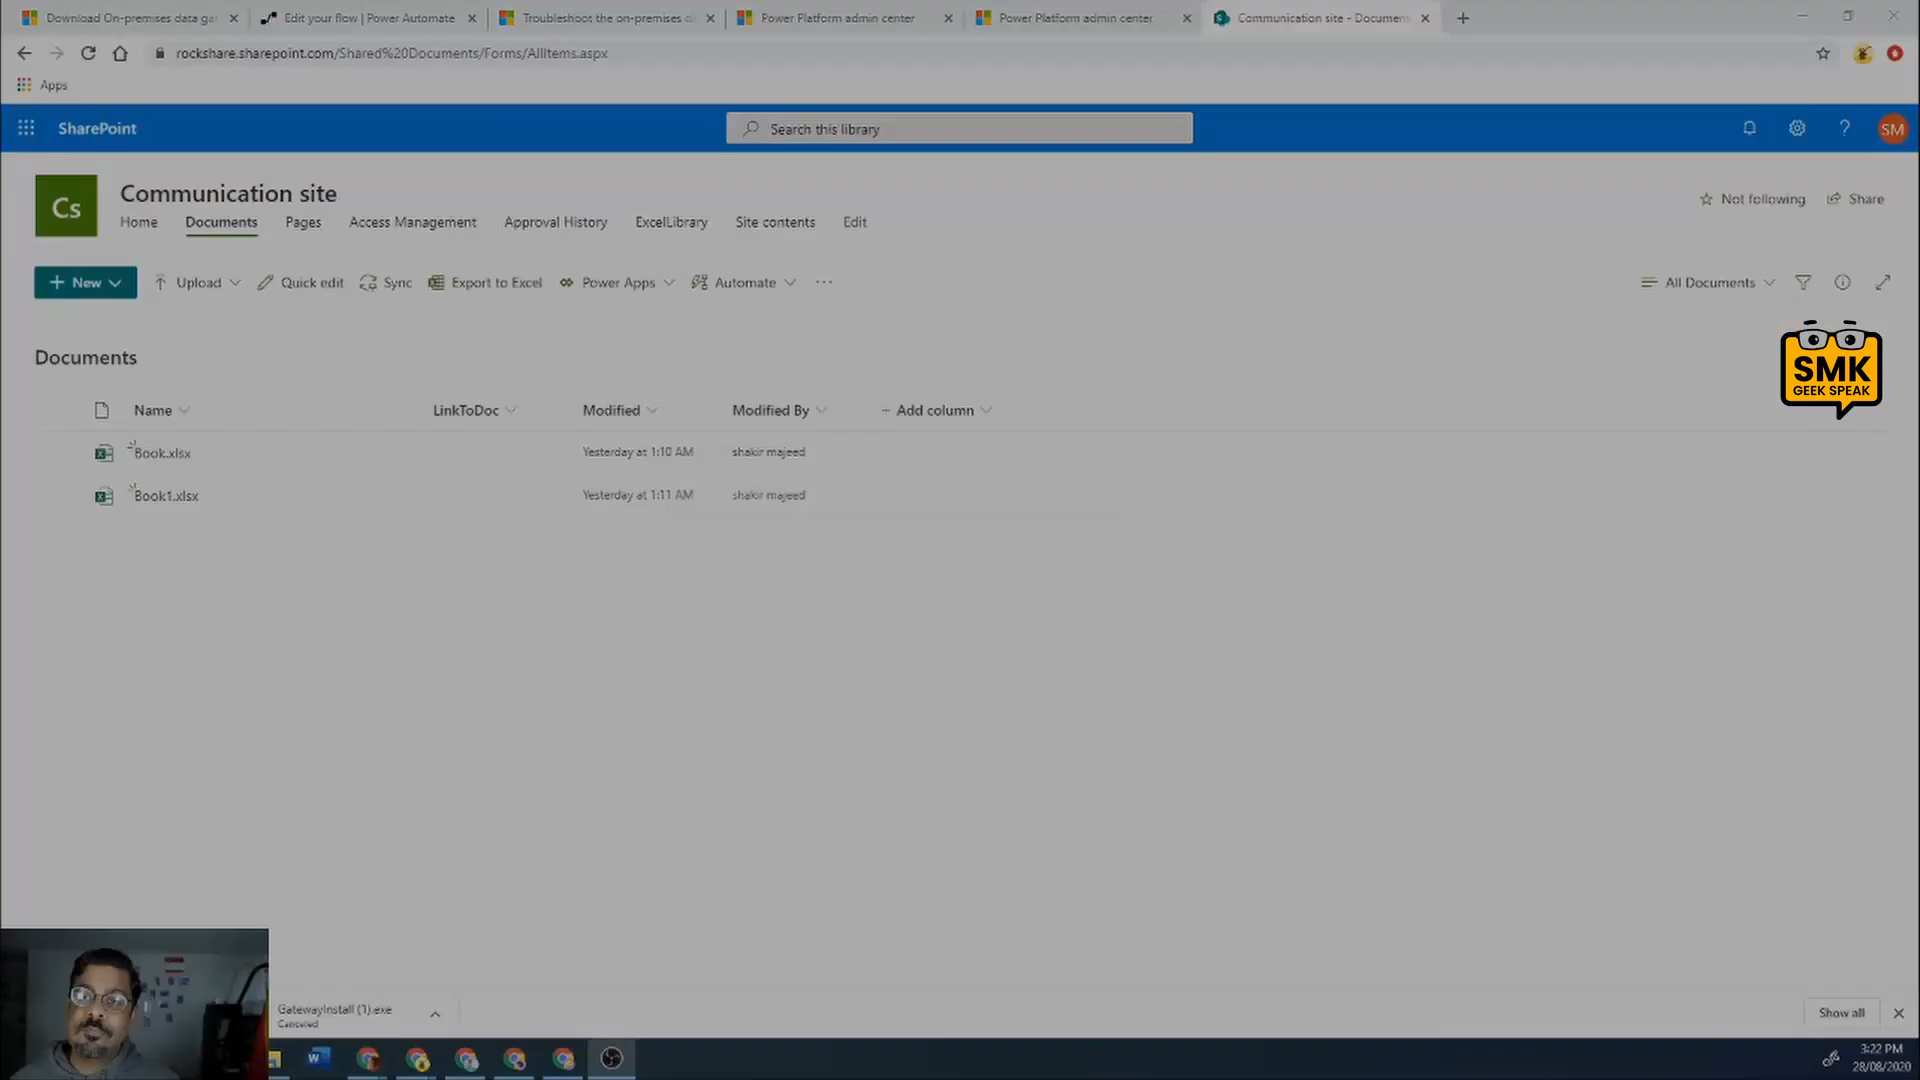 Download On-premises data ga
Edit your flow | Power Automate
Troubleshoot the on-premises d
Power Platform admin center
Power Platform admin center
Communication site - Document
rockshare.sharepoint.com/Shared%20Documents/Forms/AllItems.aspx
Apps
SharePoint
Search this library
SM
Cs
Communication site
Not following
Share
Home
Documents
Pages
Access Management
Approval History
ExcelLibrary
Site contents
Edit
New
Upload
Quick edit
Sync
Export to Excel
Power Apps
Automate
All Documents
SMK
GEEK SPEAK
Documents
Name
LinkToDoc
Modified
Modified By
Add column
Book.xlsx
Yesterday at 1:10 AM
shakir majeed
Book1.xlsx
Yesterday at 1:11 AM
shakir majeed
GatewayInstall (1).exe
Canceled
Show all
3:22 PM
28/08/2020